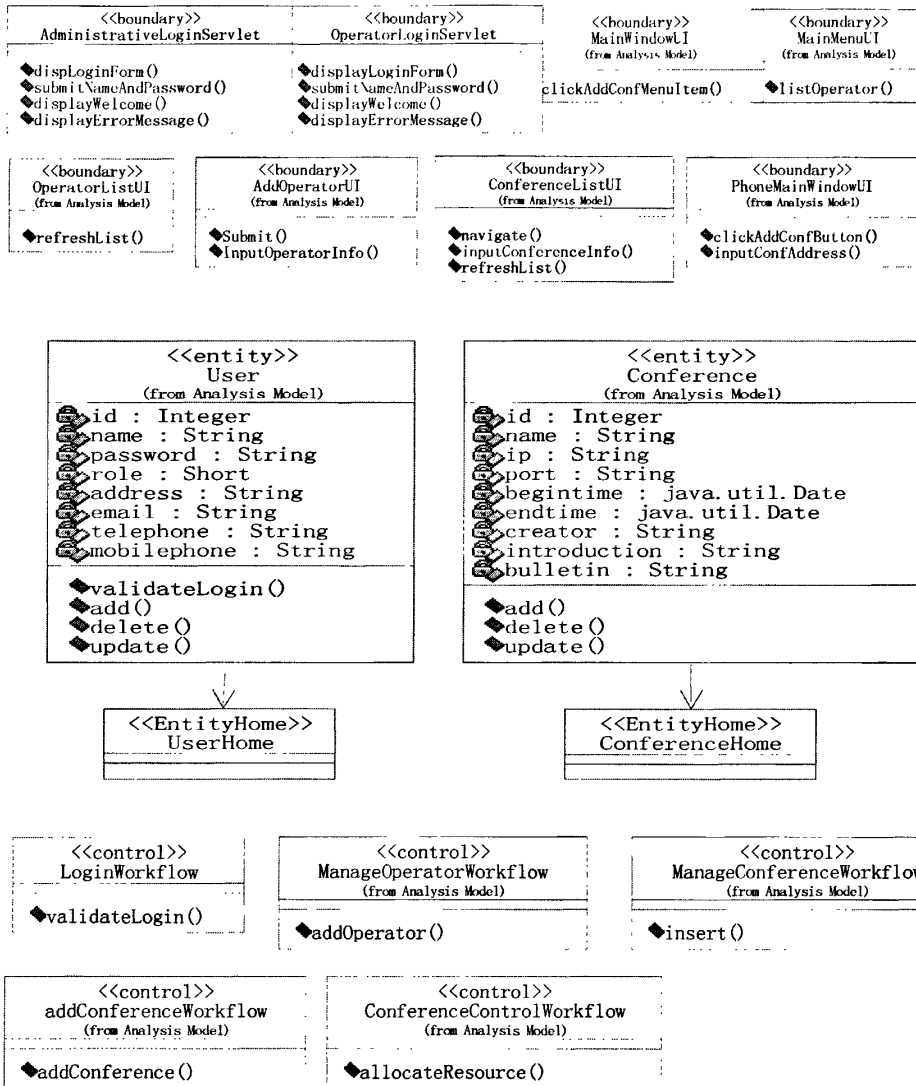 <<boundary>>
AdministrativeLoginServlet
dispLoginForm()
submitNameAndPassword()
displayWelcome()
displayErrorMessage()
<<boundary>>
OperatorLoginServlet
displayLoginForm()
submitNameAndPassword()
displayWelcome()
displayErrorMessage()
<<boundary>>
MainWindowUI
(from Analysis Model)
clickAddConfMenuItem()
<<boundary>>
MainMenuUI
(from Analysis Model)
listOperator()
<<boundary>>
OperatorListUI
(from Analysis Model)
refreshList()
<<boundary>>
AddOperatorUI
(from Analysis Model)
Submit()
InputOperatorInfo()
<<boundary>>
ConferenceListUI
(from Analysis Model)
navigate()
inputConferenceInfo()
refreshList()
<<boundary>>
PhoneMainWindowUI
(from Analysis Model)
clickAddConfButton()
inputConfAddress()
<<entity>>
User
(from Analysis Model)
id : Integer
name : String
password : String
role : Short
address : String
email : String
telephone : String
mobilephone : String
validateLogin()
add()
delete()
update()
<<entity>>
Conference
(from Analysis Model)
id : Integer
name : String
ip : String
port : String
begintime : java.util.Date
endtime : java.util.Date
creator : String
introduction : String
bulletin : String
add()
delete()
update()
<<EntityHome>>
UserHome
<<EntityHome>>
ConferenceHome
<<control>>
LoginWorkflow
validateLogin()
<<control>>
ManageOperatorWorkflow
(from Analysis Model)
addOperator()
<<control>>
ManageConferenceWorkflow
(from Analysis Model)
insert()
<<control>>
addConferenceWorkflow
(from Analysis Model)
addConference()
<<control>>
ConferenceControlWorkflow
(from Analysis Model)
allocateResource()